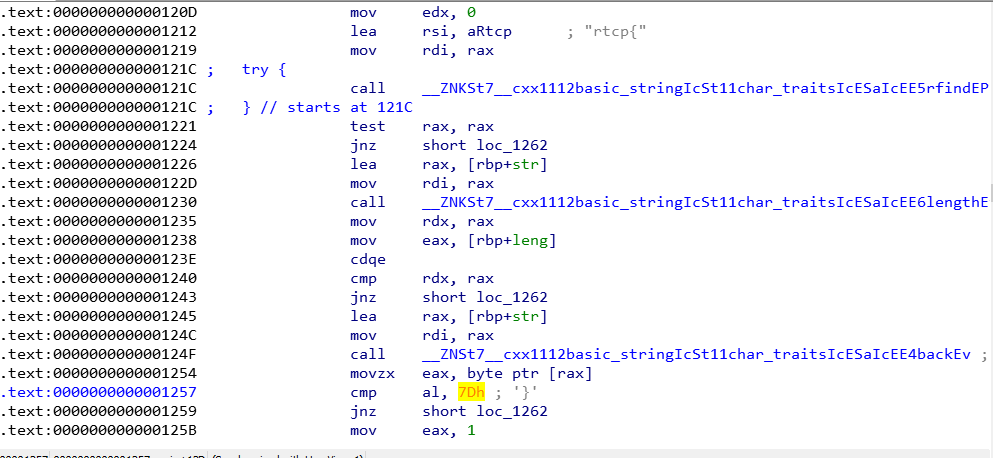 .text:000000000000120D mov edx, 0
.text:0000000000001212 lea rsi, aRtcp ; "rtcp{"
.text:0000000000001219 mov rdi, rax
.text:000000000000121C ; try {
.text:000000000000121C call __ZNKSt7__cxx1112basic_stringIcSt11char_traitsIcESaIcEE5rfindEP
.text:000000000000121C ; } // starts at 121C
.text:0000000000001221 test rax, rax
.text:0000000000001224 jnz short loc_1262
.text:0000000000001226 lea rax, [rbp+str]
.text:000000000000122D mov rdi, rax
.text:0000000000001230 call __ZNKSt7__cxx1112basic_stringIcSt11char_traitsIcESaIcEE6lengthE
.text:0000000000001235 mov rdx, rax
.text:0000000000001238 mov eax, [rbp+leng]
.text:000000000000123E cdqe
.text:0000000000001240 cmp rdx, rax
.text:0000000000001243 jnz short loc_1262
.text:0000000000001245 lea rax, [rbp+str]
.text:000000000000124C mov rdi, rax
.text:000000000000124F call __ZNSt7__cxx1112basic_stringIcSt11char_traitsIcESaIcEE4backEv ;
.text:0000000000001254 movzx eax, byte ptr [rax]
.text:0000000000001257 cmp al, 7Dh ; '}'
.text:0000000000001259 jnz short loc_1262
.text:000000000000125B mov eax, 1